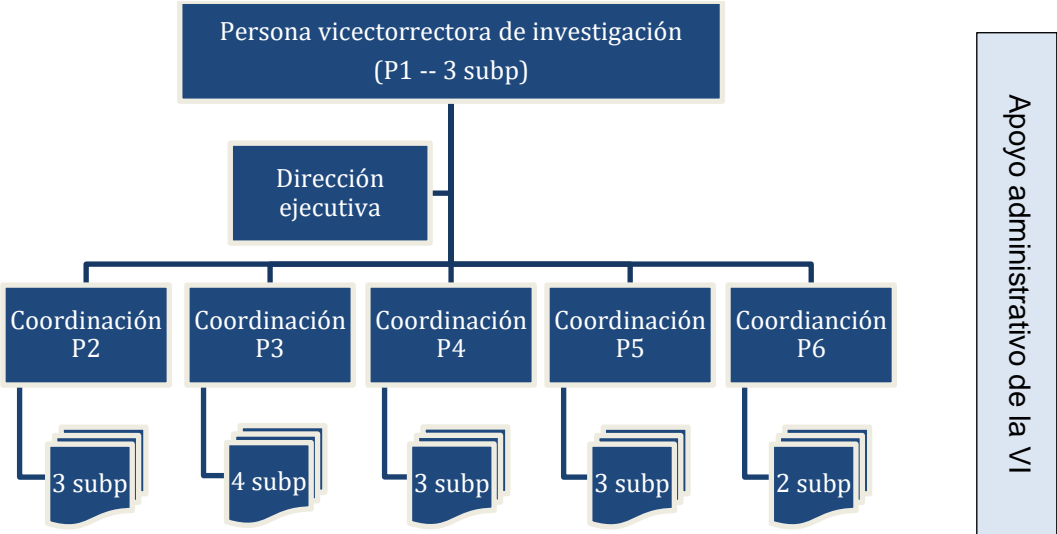 Persona vicectorrectora de investigación
(P1 -- 3 subp)
Dirección
ejecutiva
Coordinación
P2
Coordinación
P3
Coordinación
P4
Coordinación
P5
Coordianción
P6
3 subp
4 subp
3 subp
3 subp
2 subp
Apoyo administrativo de la VI